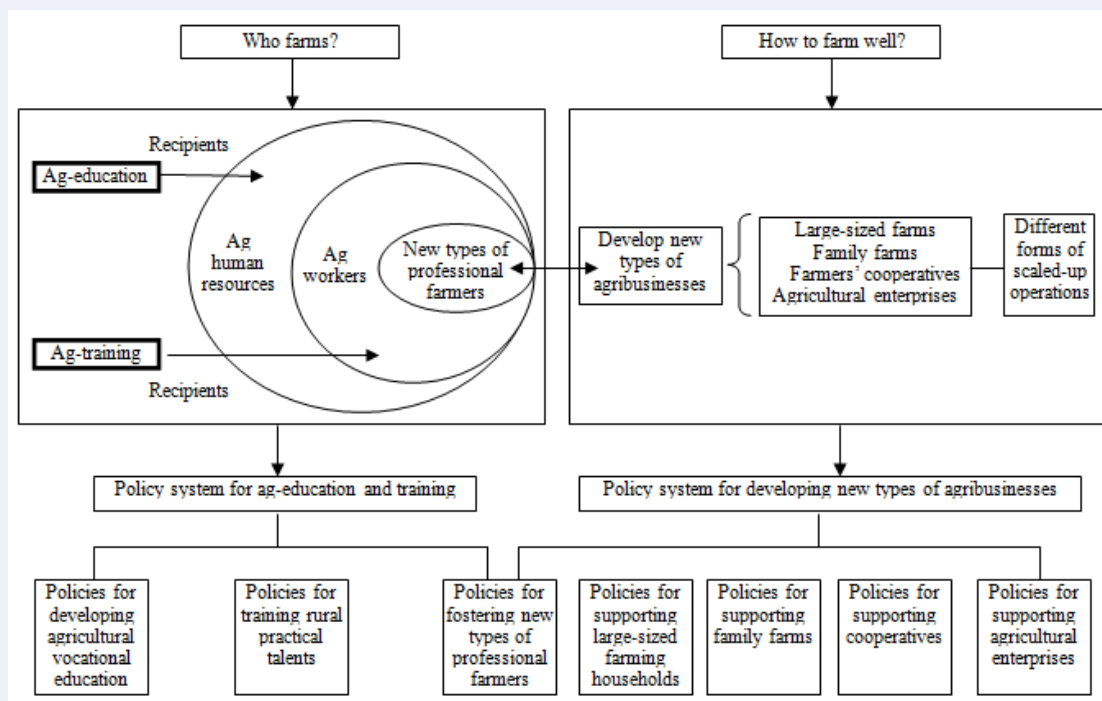 Who farms?
How to farm well?
Recipients
Ag-education
Ag
human
resources
Ag
workers
New types of
professional
farmers
Ag-training
Recipients
Develop new
types of
agribusinesses
Large-sized farms
Family farms
Farmers' cooperatives
Agricultural enterprises
Different
forms of
scaled-up
operations
Policy system for ag-education and training
Policy system for developing new types of agribusinesses
Policies for
developing
agricultural
vocational
education
Policies for
training rural
practical
talents
Policies for
fostering new
types of
professional
farmers
Policies for
supporting
large-sized
farming
households
Policies for
supporting
family farms
Policies for
supporting
cooperatives
Policies for
supporting
agricultural
enterprises